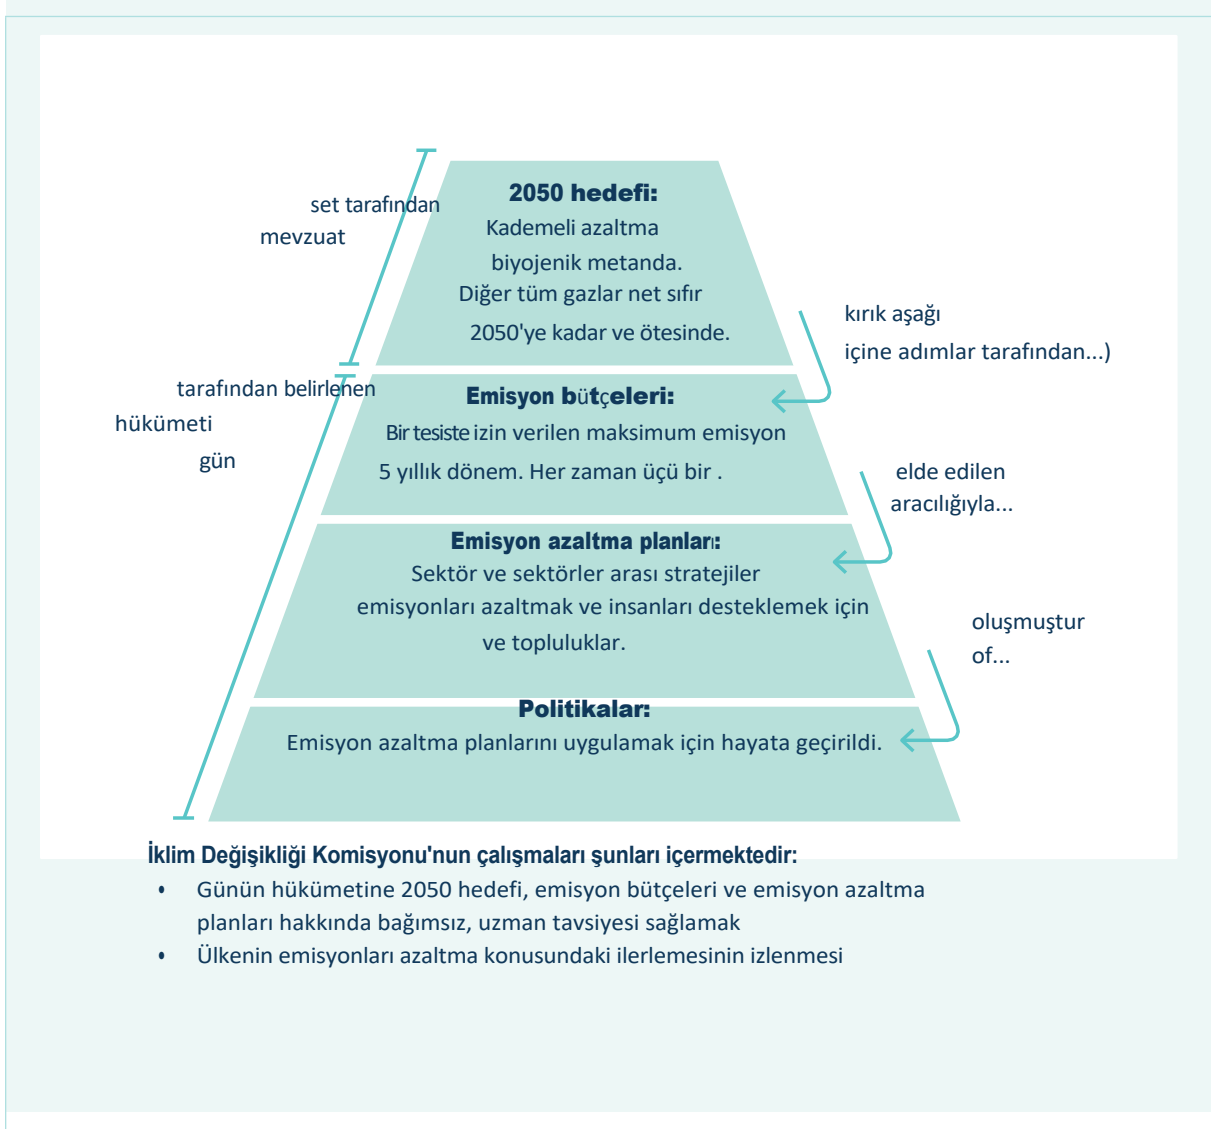 set tarafından
mevzuat
2050 hedefi:
Kademeli azaltma
biyojenik metanda.
Diğer tüm gazlar net sıfır
2050'ye kadar ve ötesinde.
kırık aşağı
içine adımlar tarafından...)
tarafından belirlenen
hükümeti
gün
Emisyon bütçeleri:
Bir tesiste izin verilen maksimum emisyon
5 yıllık dönem. Her zaman üçü bir .
elde edilen
aracılığıyla...
Emisyon azaltma planları:
Sektör ve sektörler arası stratejiler
emisyonları azaltmak ve insanları desteklemek için
ve topluluklar.
oluşmuştur
of...
Politikalar:
Emisyon azaltma planlarını uygulamak için hayata geçirildi.
İklim Değişikliği Komisyonu'nun çalışmaları şunları içermektedir:
• Günün hükümetine 2050 hedefi, emisyon bütçeleri ve emisyon azaltma
planları hakkında bağımsız, uzman tavsiyesi sağlamak
• Ülkenin emisyonları azaltma konusundaki ilerlemesinin izlenmesi